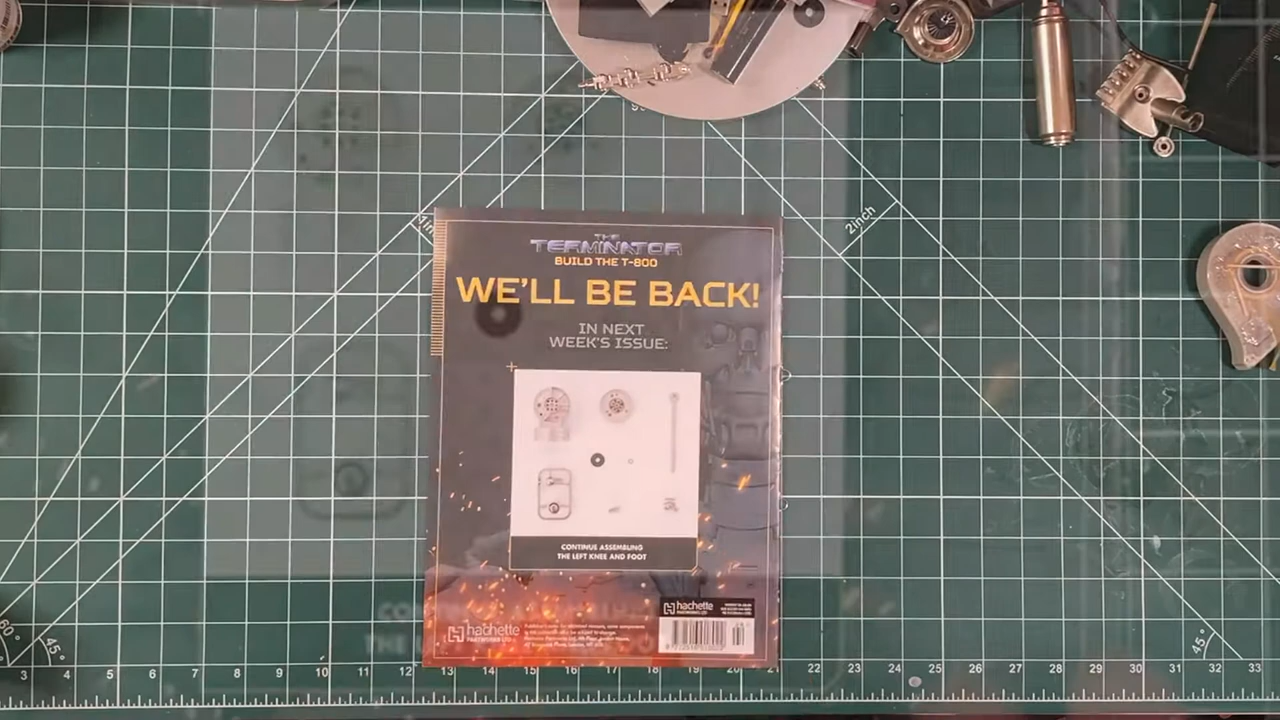 2inch
THE
TERMINATOR
BUILD THE T-800
WE'LL BE BACK!
IN NEXT
WEEK'S ISSUE:
CONTINUE ASSEMBLING
THE LEFT KNEE AND FOOT
hachette
hachette
60°
45°
45°
3 4 5 6 7 8 9 10 11 12 13 14 15 16 17 18 19 20 21 22 23 24 25 26 27 28 29 30 31 32 33